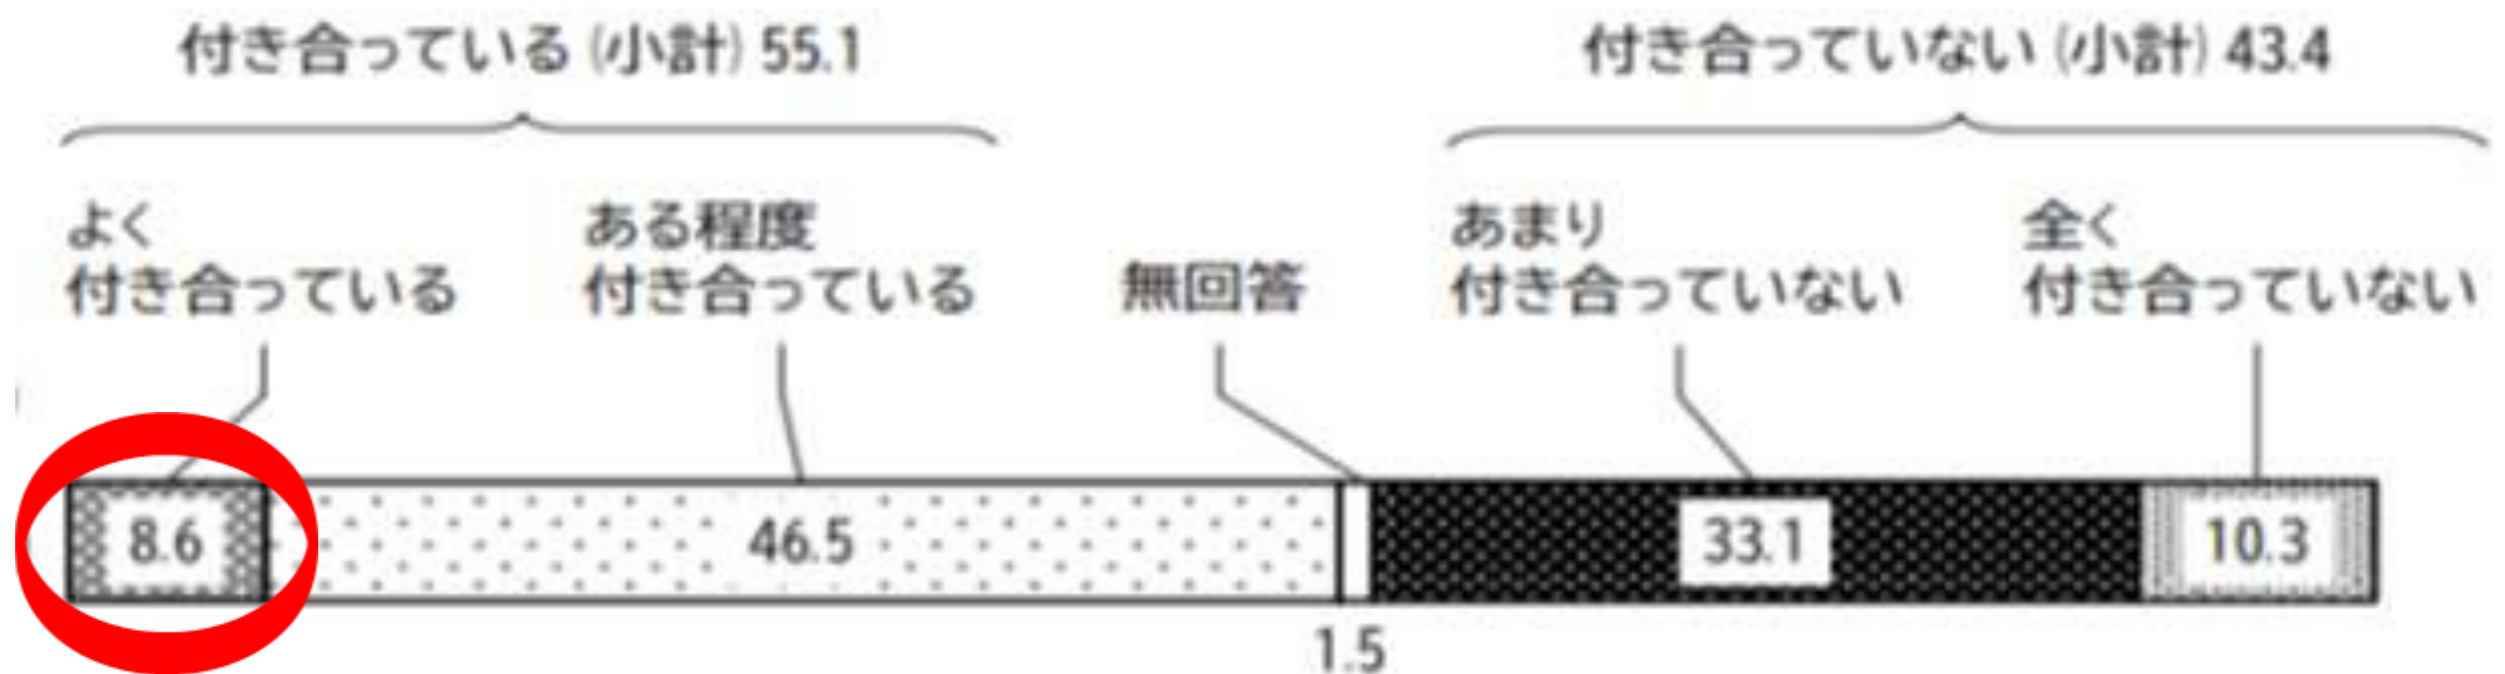 付き合っている (小計) 55.1
付き合っていない (小計) 43.4
よく
付き合っている
ある程度
付き合っている
無回答
あまり
付き合っていない
全く
付き合っていない
8.6
46.5
33.1
10.3
1.5